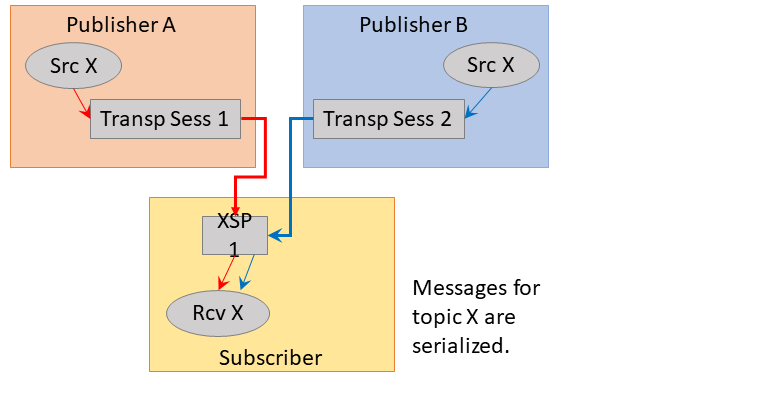 Publisher A
Publisher B
Src X
Src X
Transp Sess 1
Transp Sess 2
XSP
1
Rcv X
Subscriber
Messages for
topic X are
serialized.